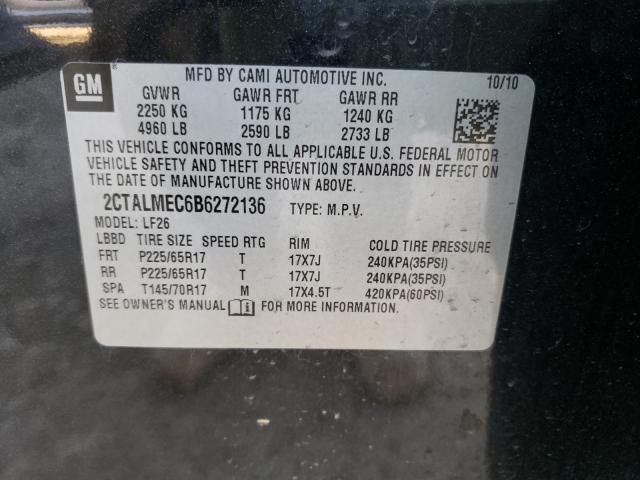 GM
MFD BY CAMI AUTOMOTIVE INC. 10/10
GVWR GAWR FRT GAWR RR
2250 KG 1175 KG 1240 KG
4960 LB 2590 LB 2733 LB
THIS VEHICLE CONFORMS TO ALL APPLICABLE U.S. FEDERAL MOTOR
VEHICLE SAFETY AND THEFT PREVENTION STANDARDS IN EFFECT ON
THE DATE OF MANUFACTURE SHOWN ABOVE.
2CTALMEC6B6272136 TYPE: M.P.V.
MODEL: LF26
LBBD TIRE SIZE SPEED RTG RIM COLD TIRE PRESSURE
FRT P225/65R17 T 17X7J 240KPA(35PSI)
RR P225/65R17 T 17X7J 240KPA(35PSI)
SPA T145/70R17 M 17X4.5T 420KPA(60PSI)
SEE OWNER'S MANUAL FOR MORE INFORMATION.